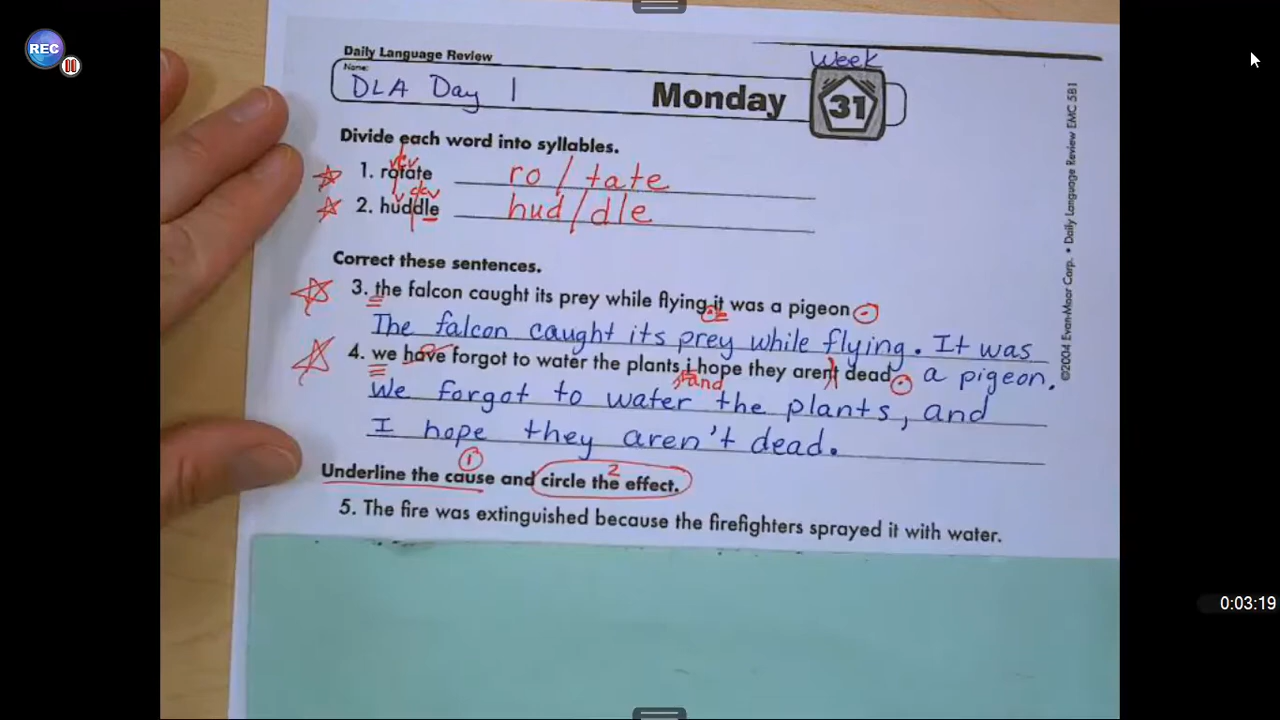 REC
Daily Language Review
Week
Name:
DLA Day 1
Monday
31
Divide each word into syllables.
vcv
1. rotate ro/tate
v ccv
2. huddle hud/dle
Correct these sentences.
3. the falcon caught its prey while flying it was a pigeon
The falcon caught its prey while flying. It was
a pigeon.
4. we have forgot to water the plants i hope they arent dead
and
We forgot to water the plants, and
I hope they aren't dead.
1 2
Underline the cause and circle the effect.
5. The fire was extinguished because the firefighters sprayed it with water.
©2004 Evan-Moor Corp. • Daily Language Review EMC 581
0:03:19